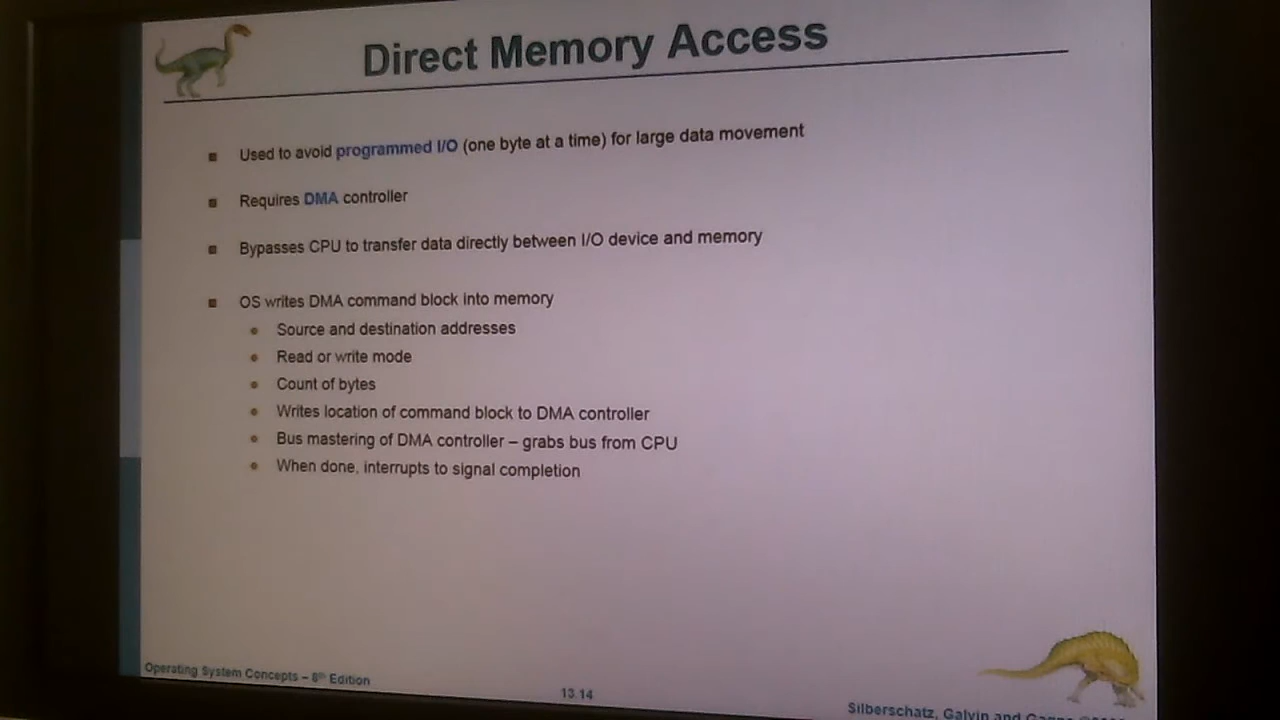 Direct Memory Access
Used to avoid programmed I/O (one byte at a time) for large data movement
Requires DMA controller
Bypasses CPU to transfer data directly between I/O device and memory
OS writes DMA command block into memory
Source and destination addresses
Read or write mode
Count of bytes
Writes location of command block to DMA controller
Bus mastering of DMA controller – grabs bus from CPU
When done, interrupts to signal completion
Operating System Concepts – 8th Edition
13.14
Silberschatz, Galvin and